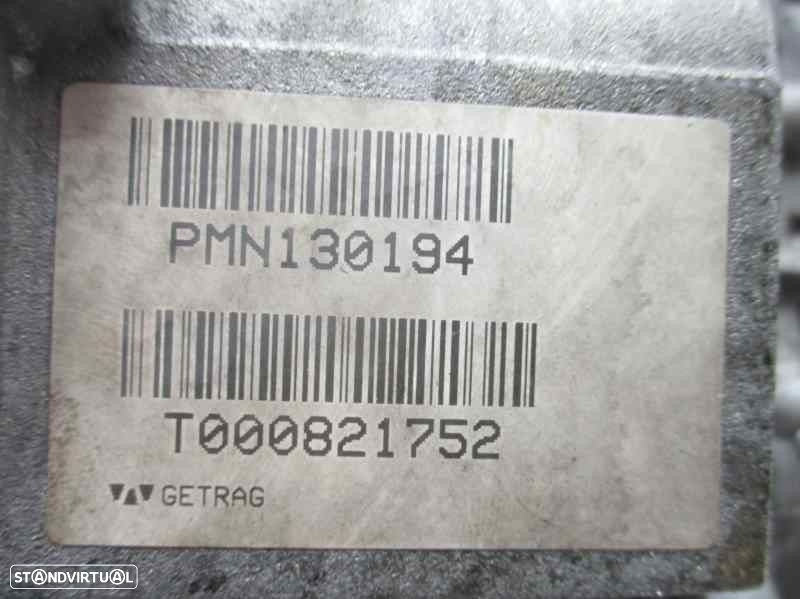 PMN130194
T000821752
GETRAG
STANDVIRTUAL